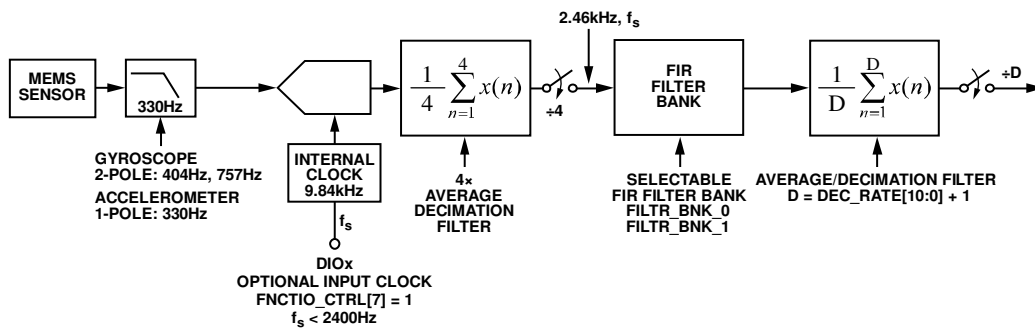 MEMS
SENSOR
330Hz
GYROSCOPE
2-POLE: 404Hz, 757Hz
ACCELEROMETER
1-POLE: 330Hz
INTERNAL
CLOCK
9.84kHz
fs
DIOx
OPTIONAL INPUT CLOCK
FNCTIO_CTRL[7] = 1
fs < 2400Hz
1/4 4∑n=1 x(n)
÷4
4×
AVERAGE
DECIMATION
FILTER
2.46kHz, fs
FIR
FILTER
BANK
SELECTABLE
FIR FILTER BANK
FILTR_BNK_0
FILTR_BNK_1
1/D D∑n=1 x(n)
÷D
AVERAGE/DECIMATION FILTER
D = DEC_RATE[10:0] + 1